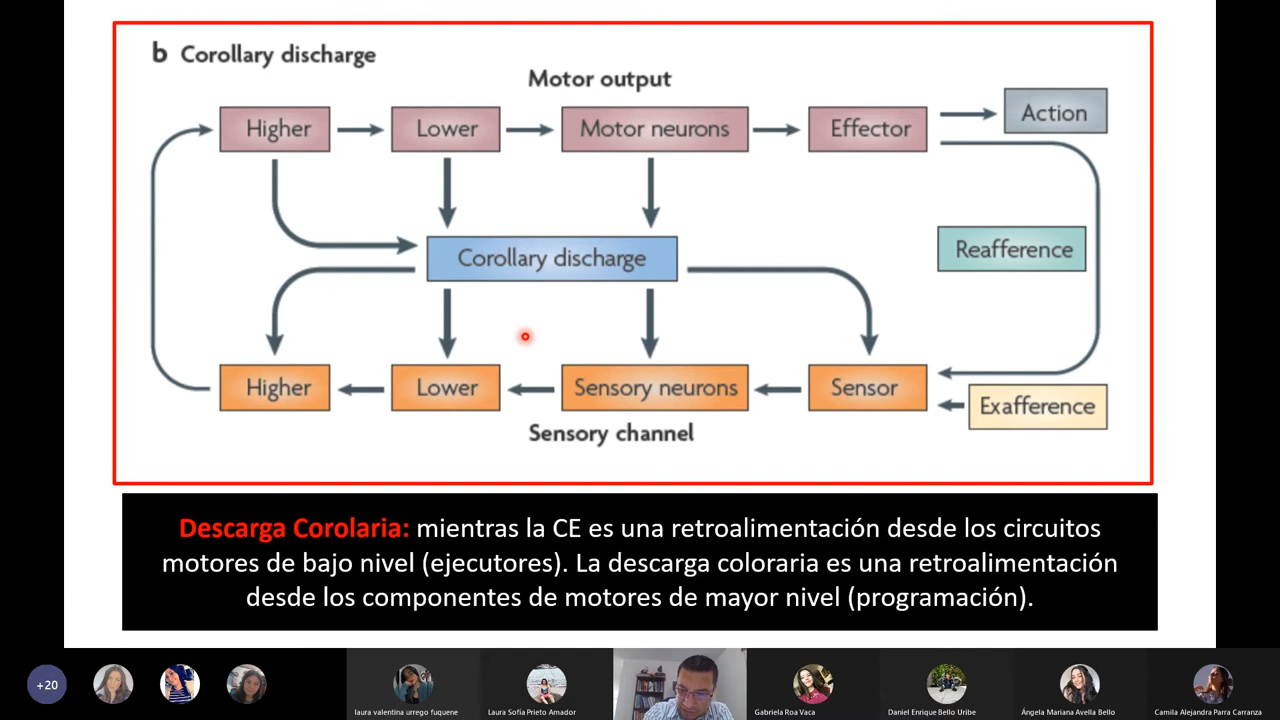 b Corollary discharge
Motor output
Higher
Lower
Motor neurons
Effector
Action
Corollary discharge
Reafference
Higher
Lower
Sensory neurons
Sensor
Exafference
Sensory channel
Descarga Corolaria: mientras la CE es una retroalimentación desde los circuitos
motores de bajo nivel (ejecutores). La descarga coloraria es una retroalimentación
desde los componentes de motores de mayor nivel (programación).
+20
laura valentina urrego fuquene
Laura Sofía Prieto Amador
Gabriela Roa Vaca
Daniel Enrique Bello Uribe
Ángela Mariana Avella Bello
Camila Alejandra Parra Carranza